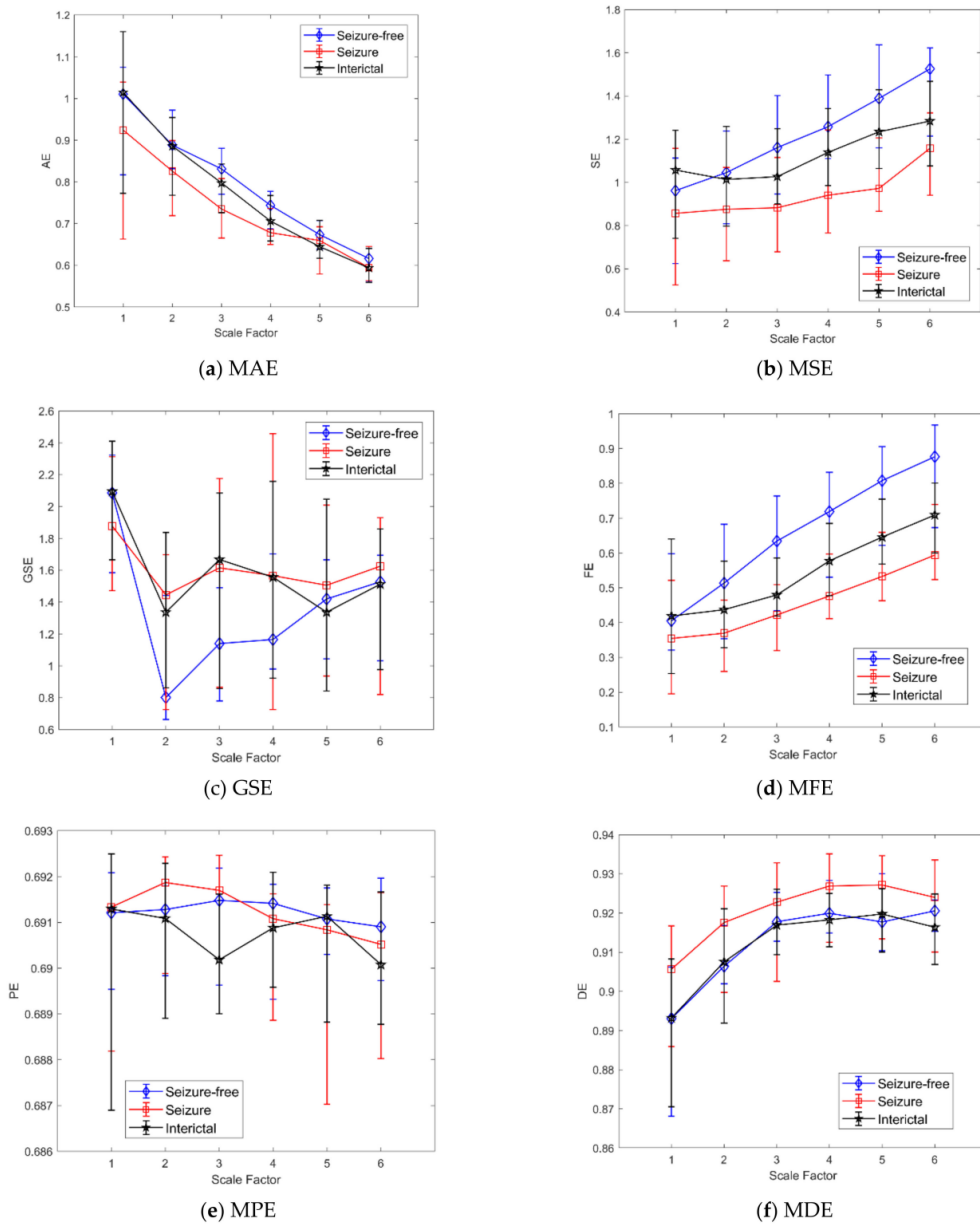 1.2
1.1
1
0.9
0.8
0.7
0.6
0.5
AE
1 2 3 4 5 6
Scale Factor
Seizure-free
Seizure
Interictal
(a) MAE
1.8
1.6
1.4
1.2
1
0.8
0.6
0.4
SE
1 2 3 4 5 6
Scale Factor
Seizure-free
Seizure
Interictal
(b) MSE
2.6
2.4
2.2
2
1.8
1.6
1.4
1.2
1
0.8
0.6
GSE
1 2 3 4 5 6
Scale Factor
Seizure-free
Seizure
Interictal
(c) GSE
1
0.9
0.8
0.7
0.6
0.5
0.4
0.3
0.2
0.1
FE
1 2 3 4 5 6
Scale Factor
Seizure-free
Seizure
Interictal
(d) MFE
0.693
0.692
0.691
0.69
0.689
0.688
0.687
0.686
PE
1 2 3 4 5 6
Scale Factor
Seizure-free
Seizure
Interictal
(e) MPE
0.94
0.93
0.92
0.91
0.9
0.89
0.88
0.87
0.86
DE
1 2 3 4 5 6
Scale Factor
Seizure-free
Seizure
Interictal
(f) MDE